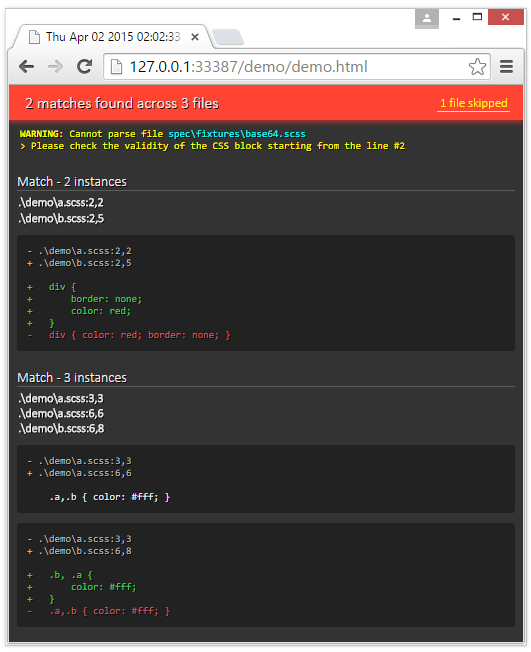 Thu Apr 02 2015 02:02:33
127.0.0.1:33387/demo/demo.html
2 matches found across 3 files
1 file skipped
WARNING: Cannot parse file spec\fixtures\base64.scss
> Please check the validity of the CSS block starting from the line #2
Match - 2 instances
.\demo\a.scss:2,2
.\demo\b.scss:2,5
- .\demo\a.scss:2,2
+ .\demo\b.scss:2,5
+   div {
+       border: none;
+       color: red;
+   }
-   div { color: red; border: none; }
Match - 3 instances
.\demo\a.scss:3,3
.\demo\a.scss:6,6
.\demo\b.scss:6,8
- .\demo\a.scss:3,3
+ .\demo\a.scss:6,6
    .a,.b { color: #fff; }
- .\demo\a.scss:3,3
+ .\demo\b.scss:6,8
+   .b, .a {
+       color: #fff;
+   }
-   .a,.b { color: #fff; }